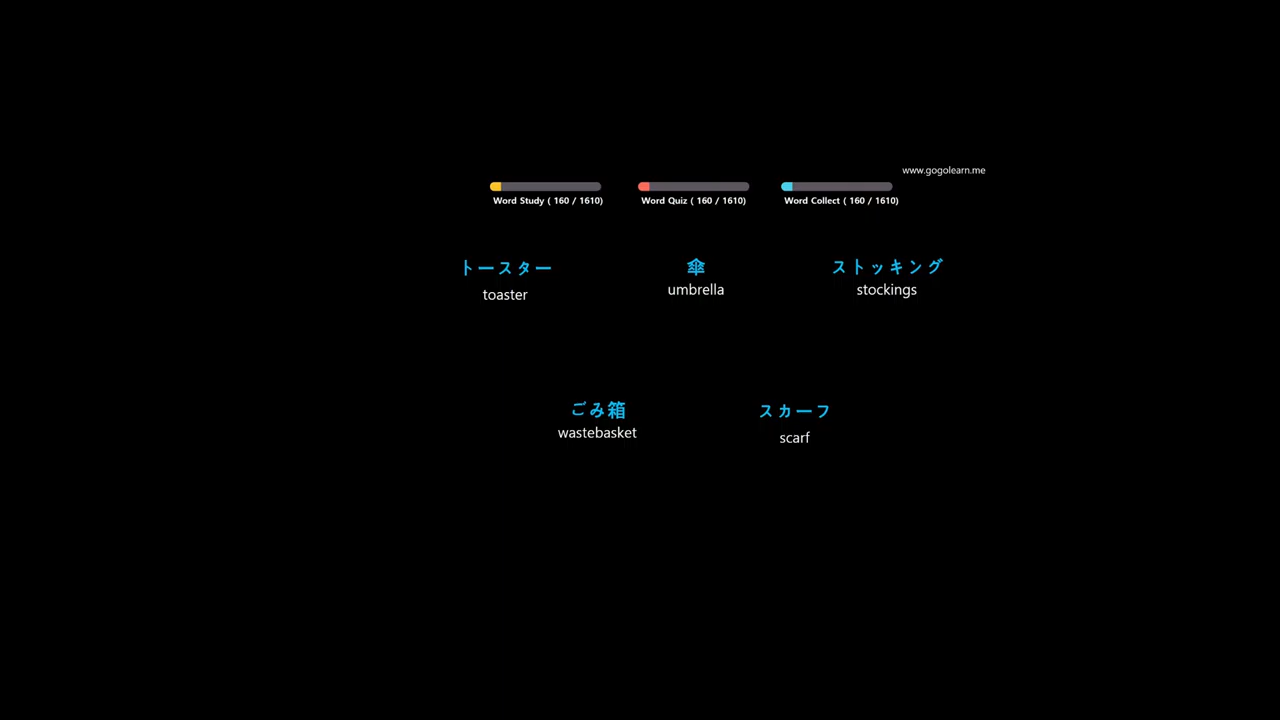 www.gogolearn.me
Word Study ( 160 / 1610)
Word Quiz ( 160 / 1610)
Word Collect ( 160 / 1610)
トースター
toaster
傘
umbrella
ストッキング
stockings
ごみ箱
wastebasket
スカーフ
scarf